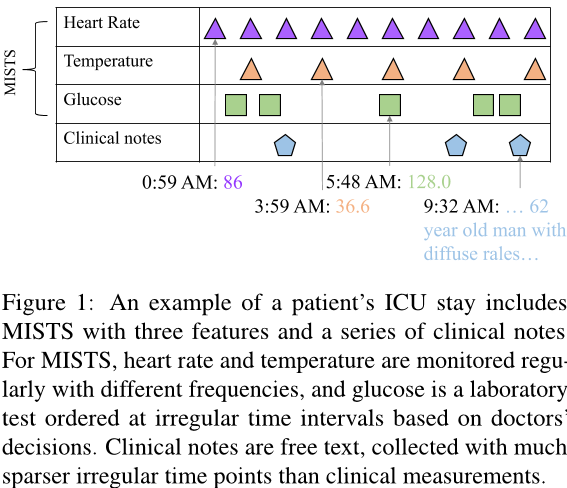 MISTS
Heart Rate
Temperature
Glucose
Clinical notes
0:59 AM: 86
5:48 AM: 128.0
3:59 AM: 36.6
9:32 AM: … 62
year old man with
diffuse rales…
Figure 1: An example of a patient's ICU stay includes
MISTS with three features and a series of clinical notes
For MISTS, heart rate and temperature are monitored regu-
larly with different frequencies, and glucose is a laboratory
test ordered at irregular time intervals based on doctors'
decisions. Clinical notes are free text, collected with much
sparser irregular time points than clinical measurements.